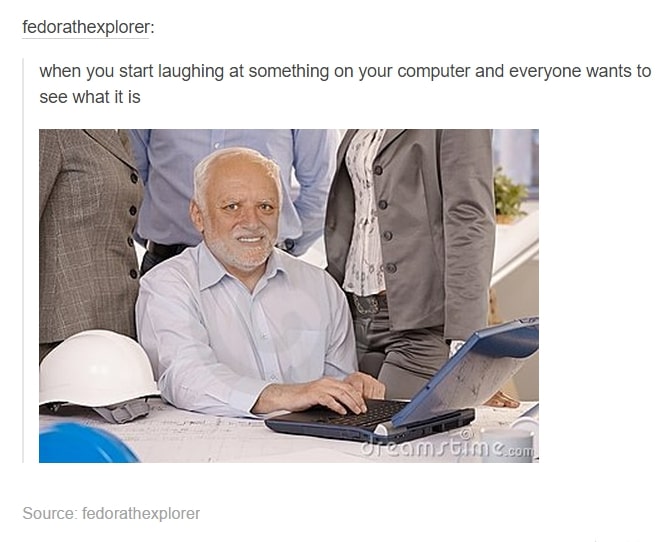 fedorathexplorer:
when you start laughing at something on your computer and everyone wants to
see what it is
dreamstime.com
Source: fedorathexplorer